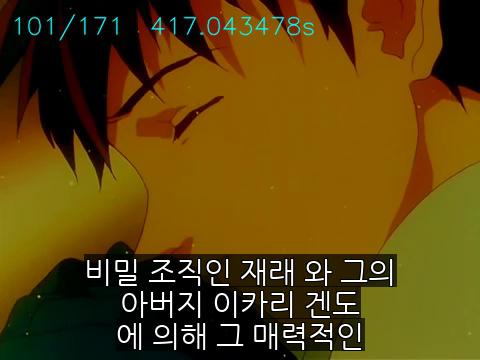 101/171 417.043478s
비밀 조직인 재래 와 그의
아버지 이카리 겐도
에 의해 그 매력적인